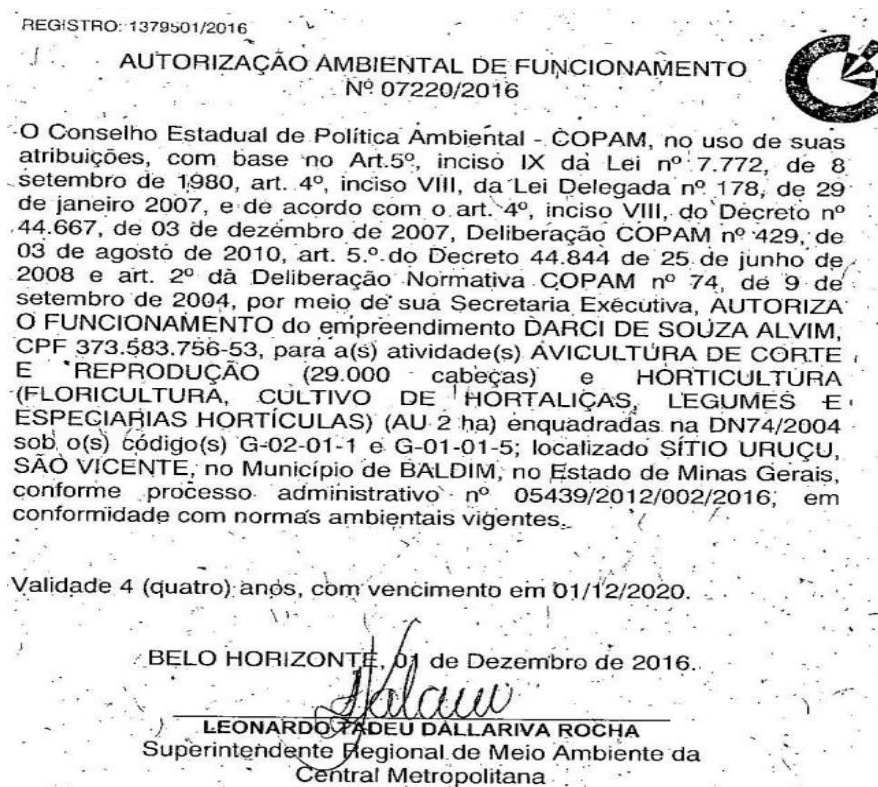 REGISTRO: 1379501/2016
AUTORIZAÇÃO AMBIENTAL DE FUNCIONAMENTO
Nº 07220/2016
O Conselho Estadual de Política Ambiental - COPAM, no uso de suas
atribuições, com base no Art.5º, inciso IX da Lei nº 7.772, de 8
setembro de 1980, art. 4º, inciso VIII, da Lei Delegada nº 178, de 29
de janeiro 2007, e de acordo com o art. 4º, inciso VIII, do Decreto nº
44.667, de 03 de dezembro de 2007, Deliberação COPAM nº 429, de
03 de agosto de 2010, art. 5.º do Decreto 44.844 de 25 de junho de
2008 e art. 2º da Deliberação Normativa COPAM nº 74, de 9 de
setembro de 2004, por meio de sua Secretaria Executiva, AUTORIZA
O FUNCIONAMENTO do empreendimento DARCI DE SOUZA ALVIM,
CPF 373.583.756-53, para a(s) atividade(s) AVICULTURA DE CORTE
E REPRODUÇÃO (29.000 cabeças) e HORTICULTURA
(FLORICULTURA, CULTIVO DE HORTALIÇAS, LEGUMES E
ESPECIARIAS HORTÍCULAS) (AU 2 ha) enquadradas na DN74/2004
sob o(s) código(s) G-02-01-1 e G-01-01-5; localizado SÍTIO URUÇU,
SÃO VICENTE, no Município de BALDIM, no Estado de Minas Gerais,
conforme processo administrativo nº 05439/2012/002/2016, em
conformidade com normas ambientais vigentes.
Validade 4 (quatro) anos, com vencimento em 01/12/2020.
BELO HORIZONTE, 01 de Dezembro de 2016.
LEONARDO TADEU DALLARIVA ROCHA
Superintendente Regional de Meio Ambiente da
Central Metropolitana